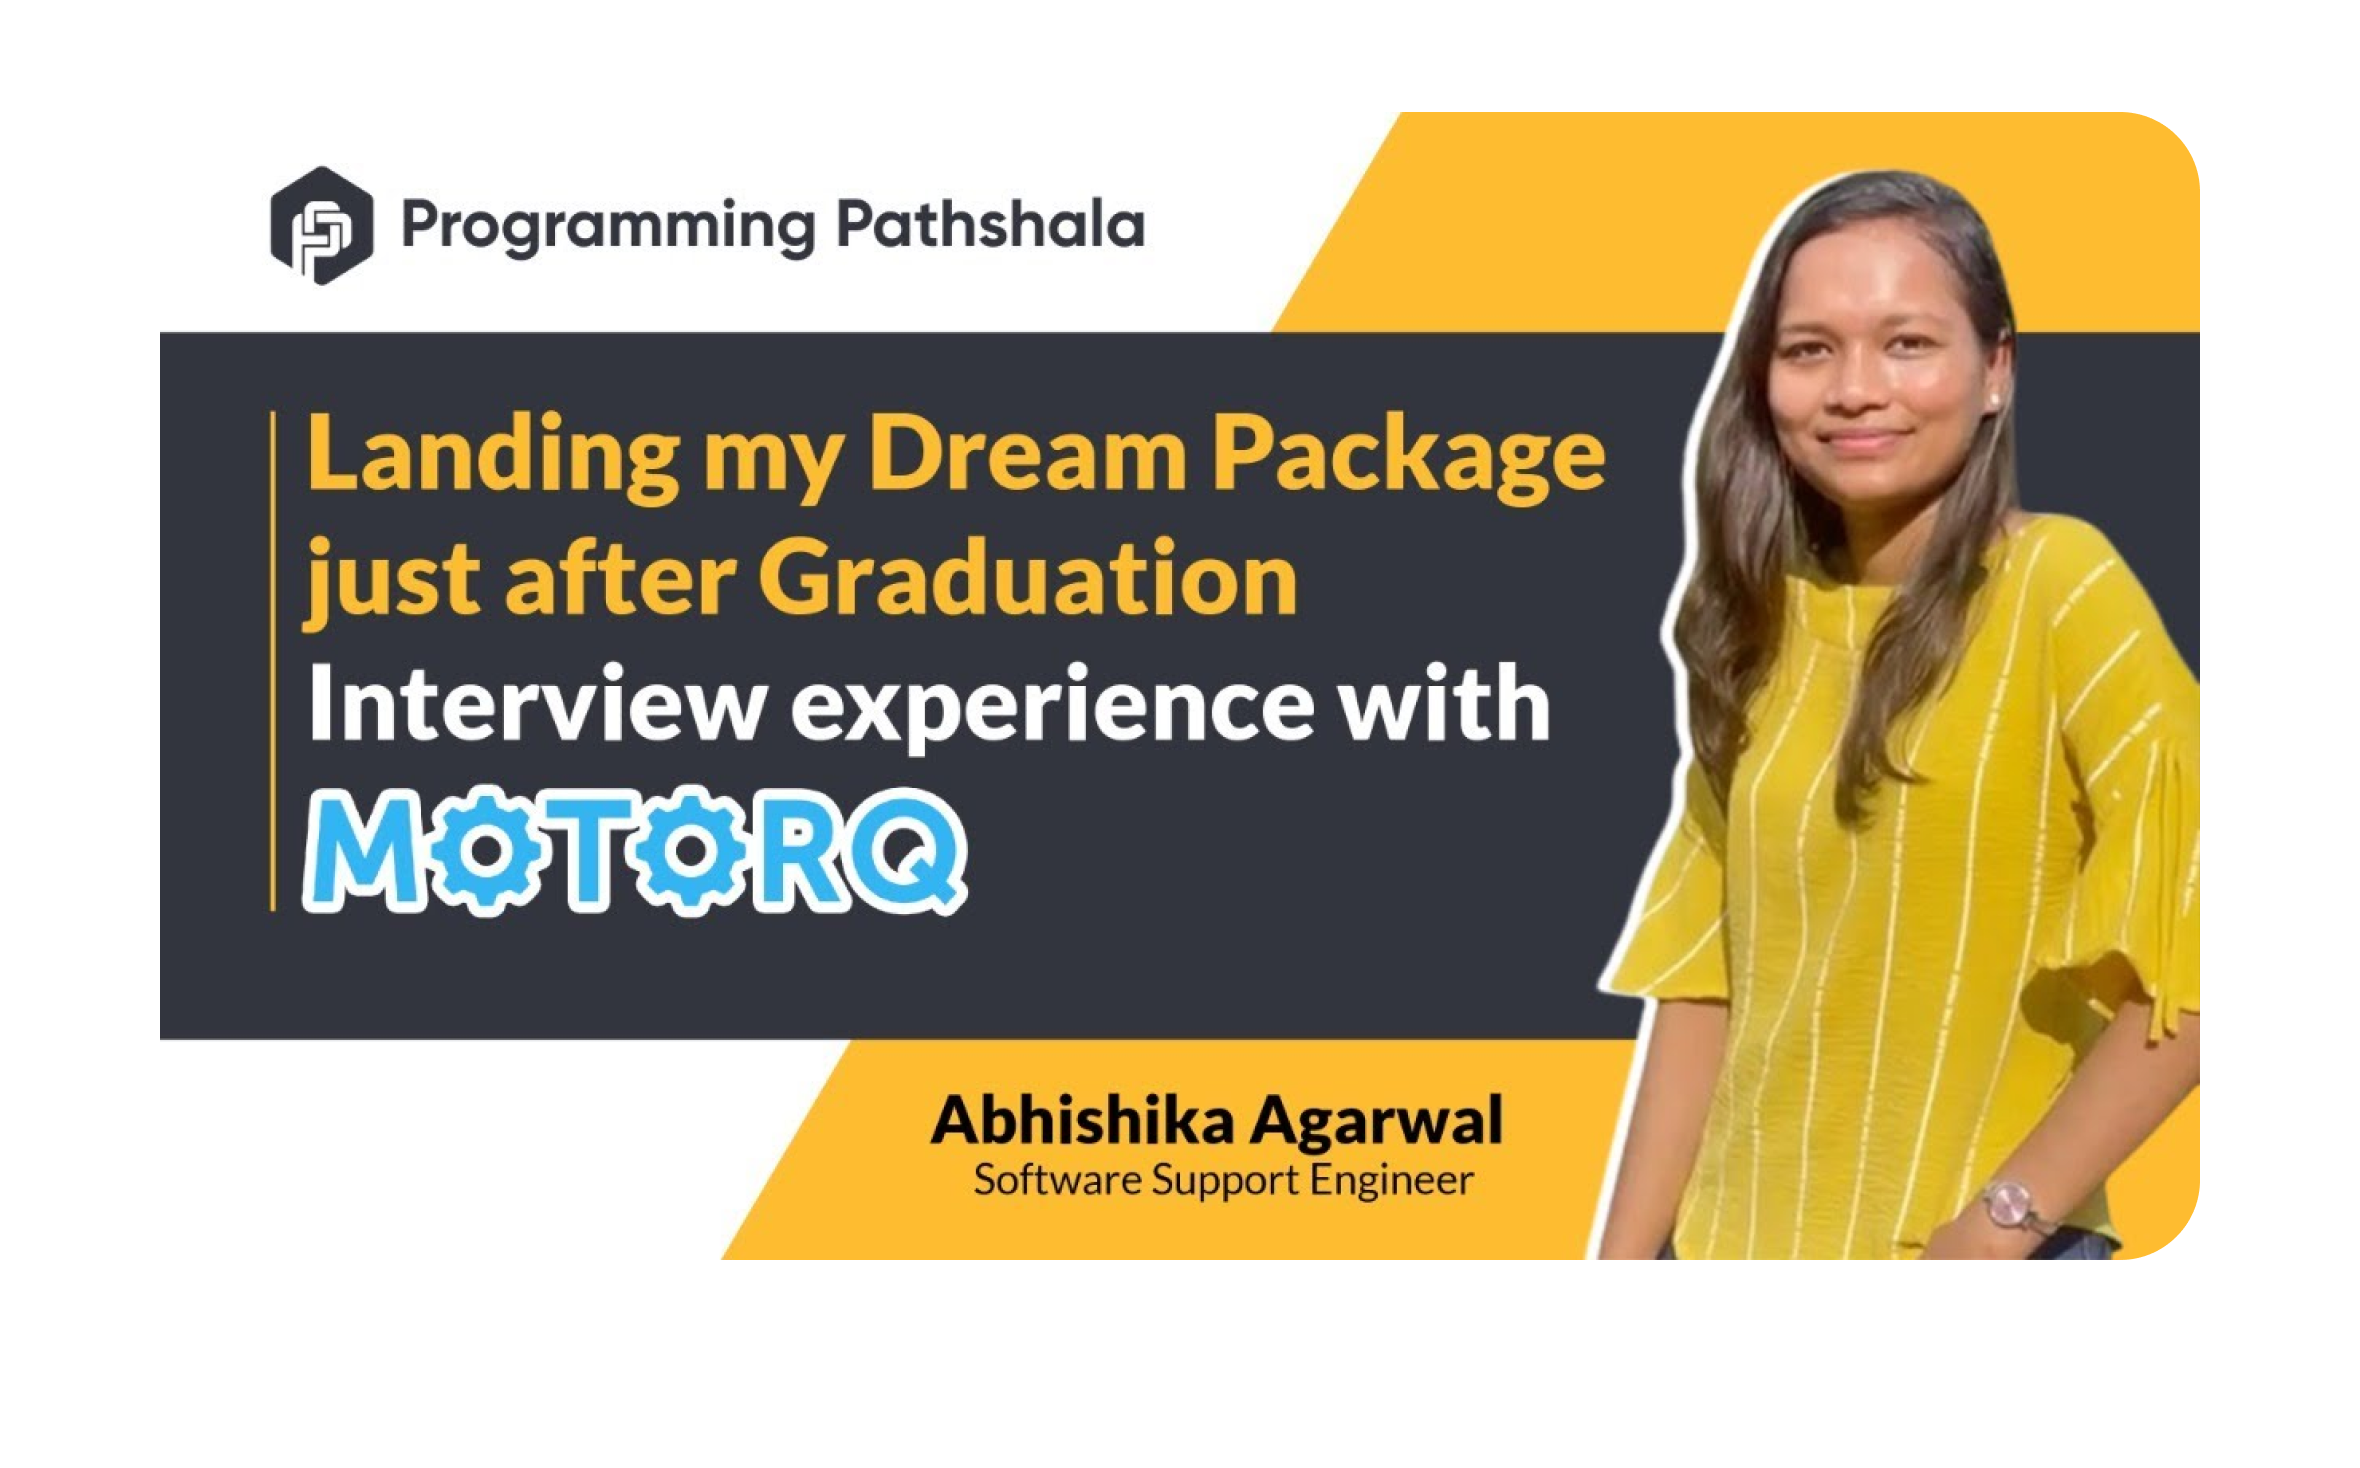 Programming Pathshala
Landing my Dream Package
just after Graduation
Interview experience with
MOTORQ
Abhishika Agarwal
Software Support Engineer